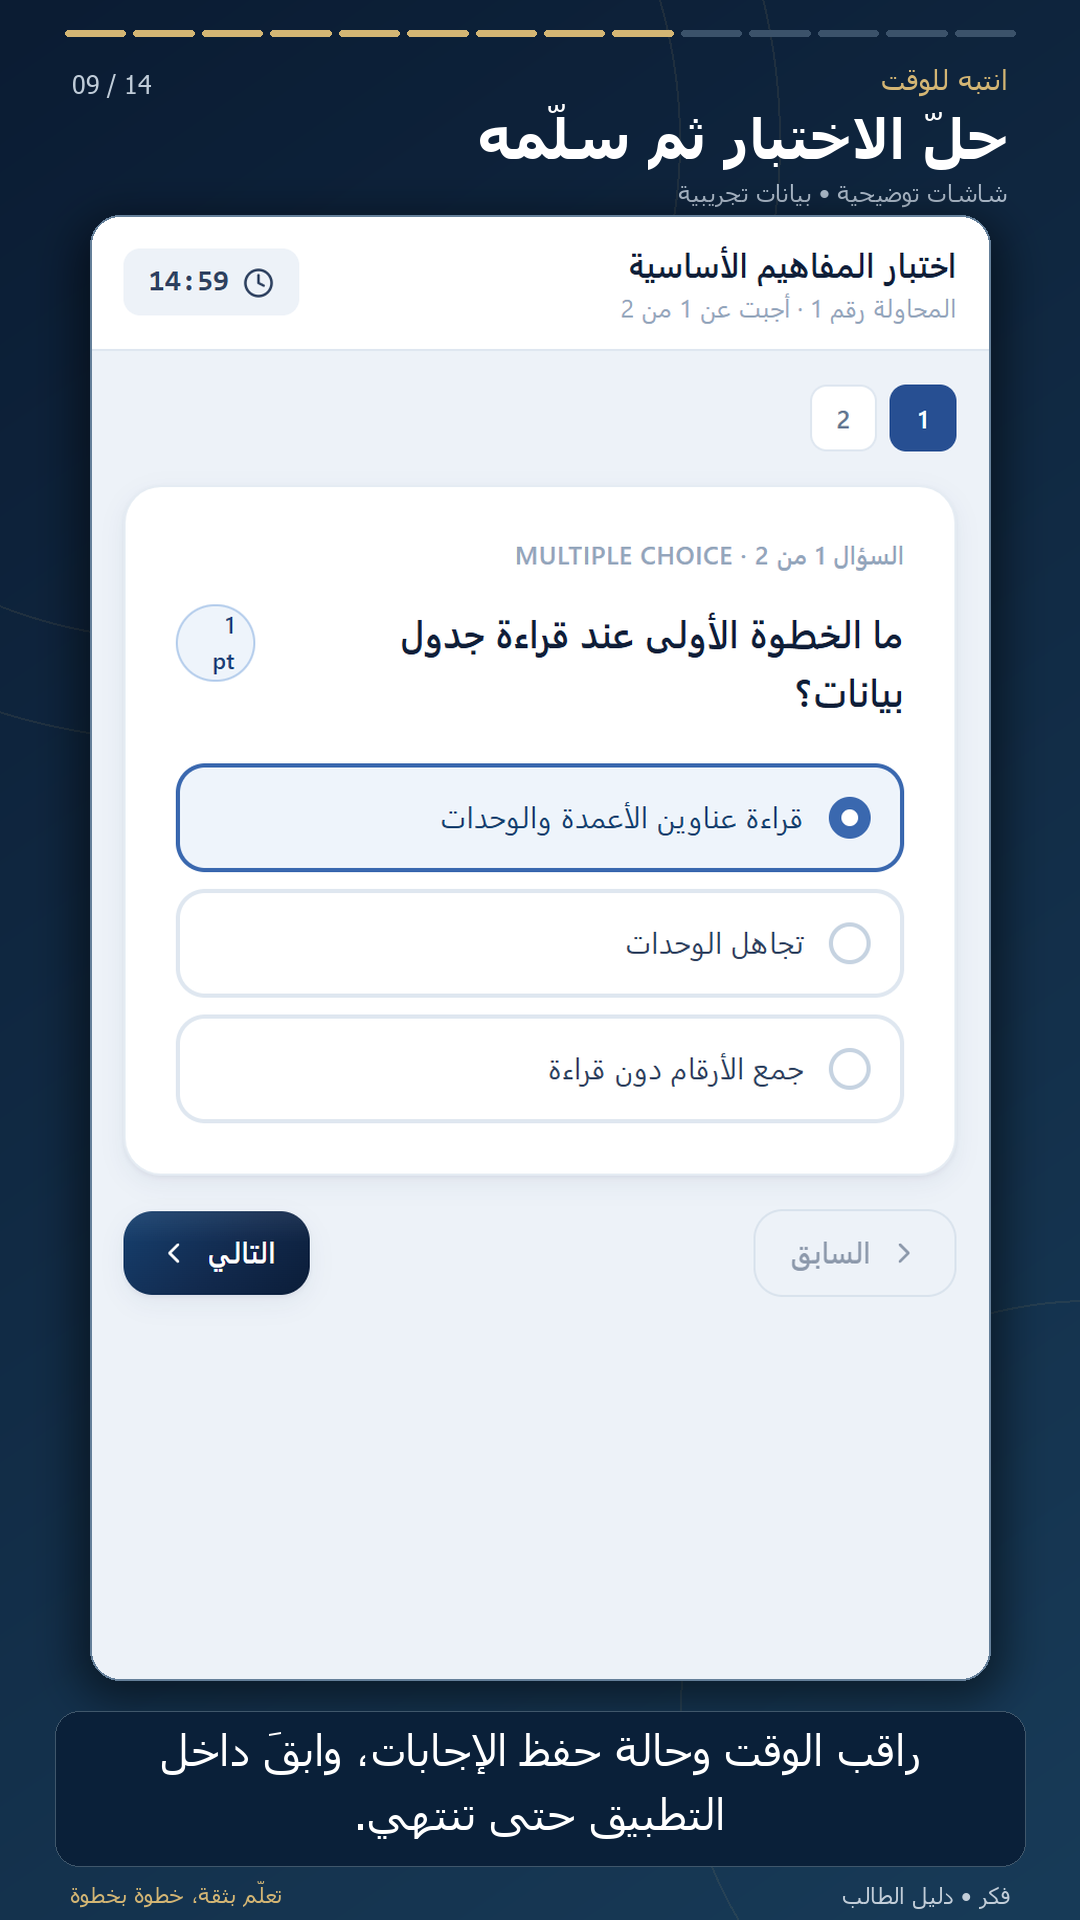 09 / 14
انتبه للوقت
حلّ الاختبار ثم سلّمه
شاشات توضيحية • بيانات تجريبية
اختبار المفاهيم الأساسية
14:59
المحاولة رقم 1 · أجبت عن 1 من 2
1
2
السؤال 1 من 2 · MULTIPLE CHOICE
ما الخطوة الأولى عند قراءة جدول
بيانات؟
1
pt
قراءة عناوين الأعمدة والوحدات
تجاهل الوحدات
جمع الأرقام دون قراءة
السابق
التالي
راقب الوقت وحالة حفظ الإجابات، وابقَ داخل
التطبيق حتى تنتهي.
فكر • دليل الطالب
تعلّم بثقة، خطوة بخطوة